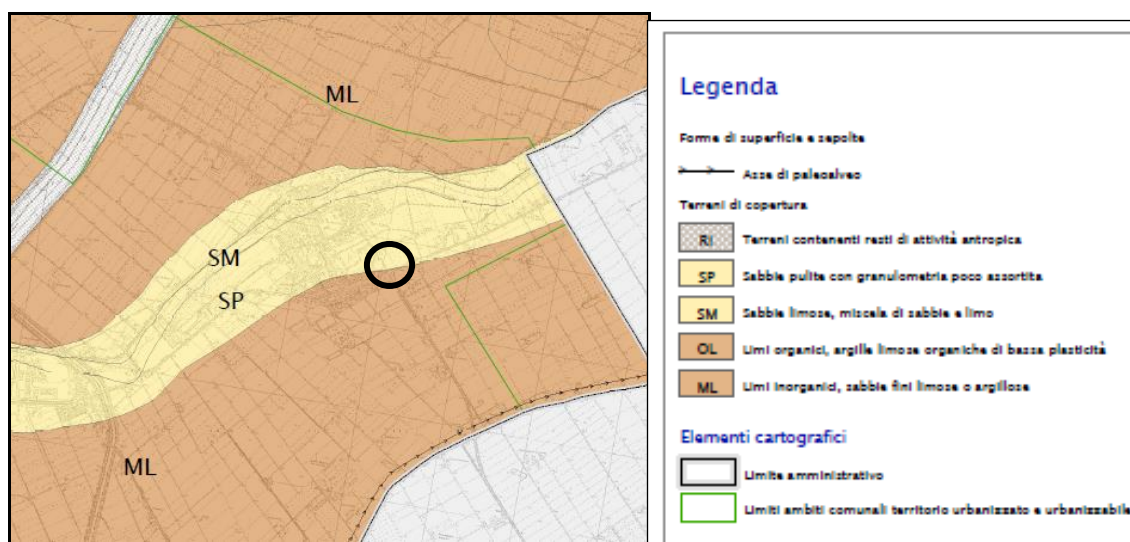 ML
SM
SP
ML
Legenda
Forme di superficie e sepolte
Asse di paleoalveo
Terreni di copertura
RI Terreni contenenti resti di attività antropica
SP Sabbie pulite con granulometria poco assortita
SM Sabbie limose, miscela di sabbie e limo
OL Limi organici, argille limose organiche di bassa plasticità
ML Limi inorganici, sabbie fini limose o argillose
Elementi cartografici
Limite amministrativo
Limiti ambiti comunali territorio urbanizzato e urbanizzabile